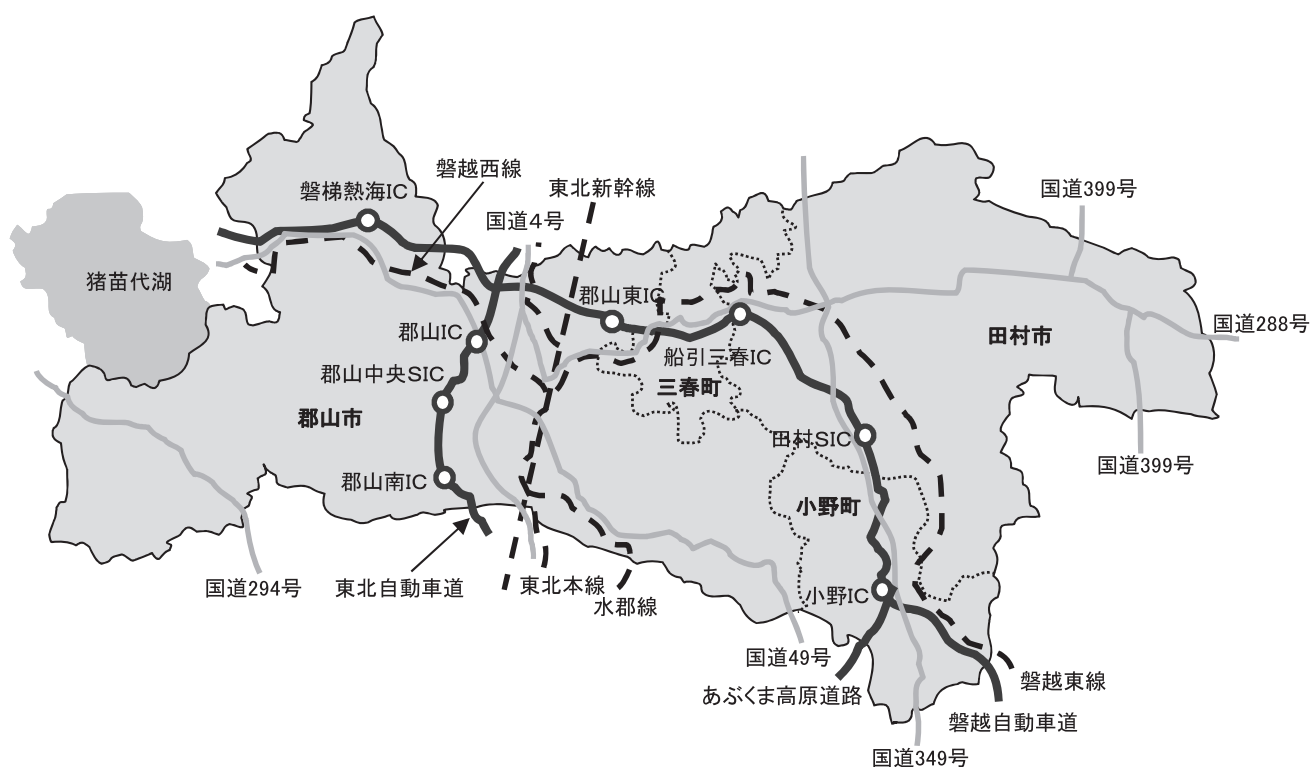 磐越西線
東北新幹線
磐梯熱海IC
国道399号
国道4号
猪苗代湖
郡山東IC
国道288号
郡山IC
田村市
船引三春IC
郡山中央SIC
三春町
郡山市
田村SIC
国道399号
郡山南IC
小野町
国道294号
東北自動車道
東北本線
小野IC
水郡線
国道49号
磐越東線
あぶくま高原道路
磐越自動車道
国道349号